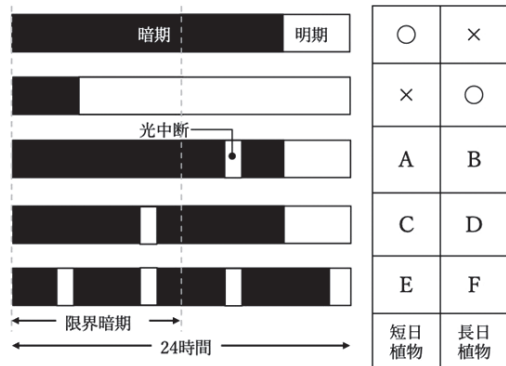 暗期 明期 ○ ×
× ○
光中断
A B
C D
E F
限界暗期
24時間
短日植物 長日植物